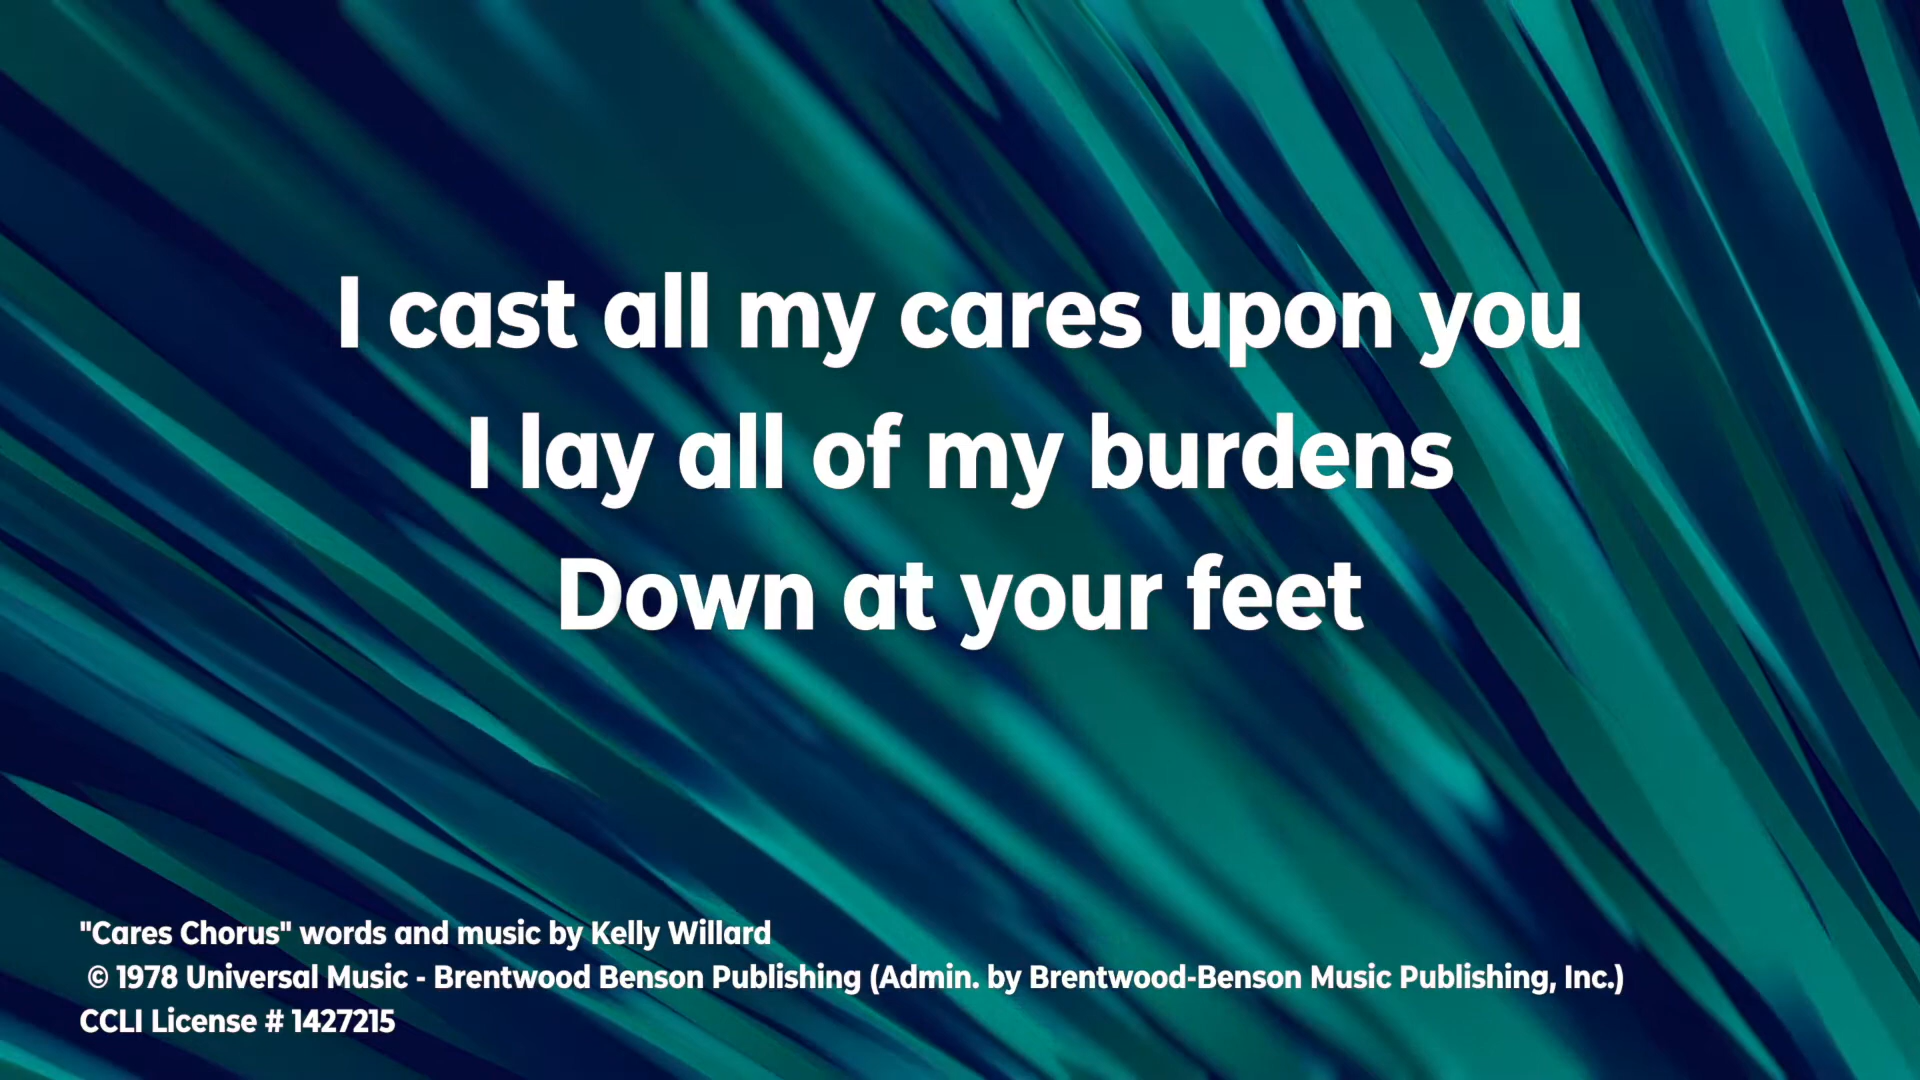 I cast all my cares upon you
I lay all of my burdens
Down at your feet
"Cares Chorus" words and music by Kelly Willard
© 1978 Universal Music - Brentwood Benson Publishing (Admin. by Brentwood-Benson Music Publishing, Inc.)
CCLI License # 1427215